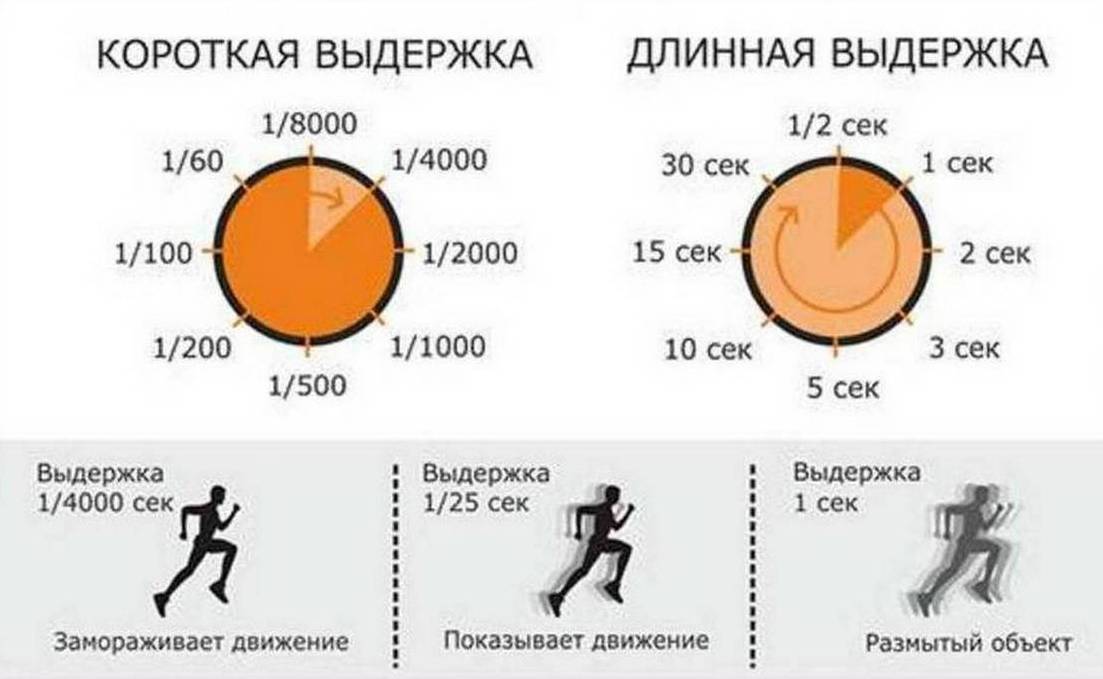 КОРОТКАЯ ВЫДЕРЖКА
1/8000
1/4000
1/2000
1/1000
1/500
1/200
1/100
1/60
ДЛИННАЯ ВЫДЕРЖКА
1/2 сек
1 сек
2 сек
3 сек
5 сек
10 сек
15 сек
30 сек
Выдержка
1/4000 сек
Замораживает движение
Выдержка
1/25 сек
Показывает движение
Выдержка
1 сек
Размытый объект